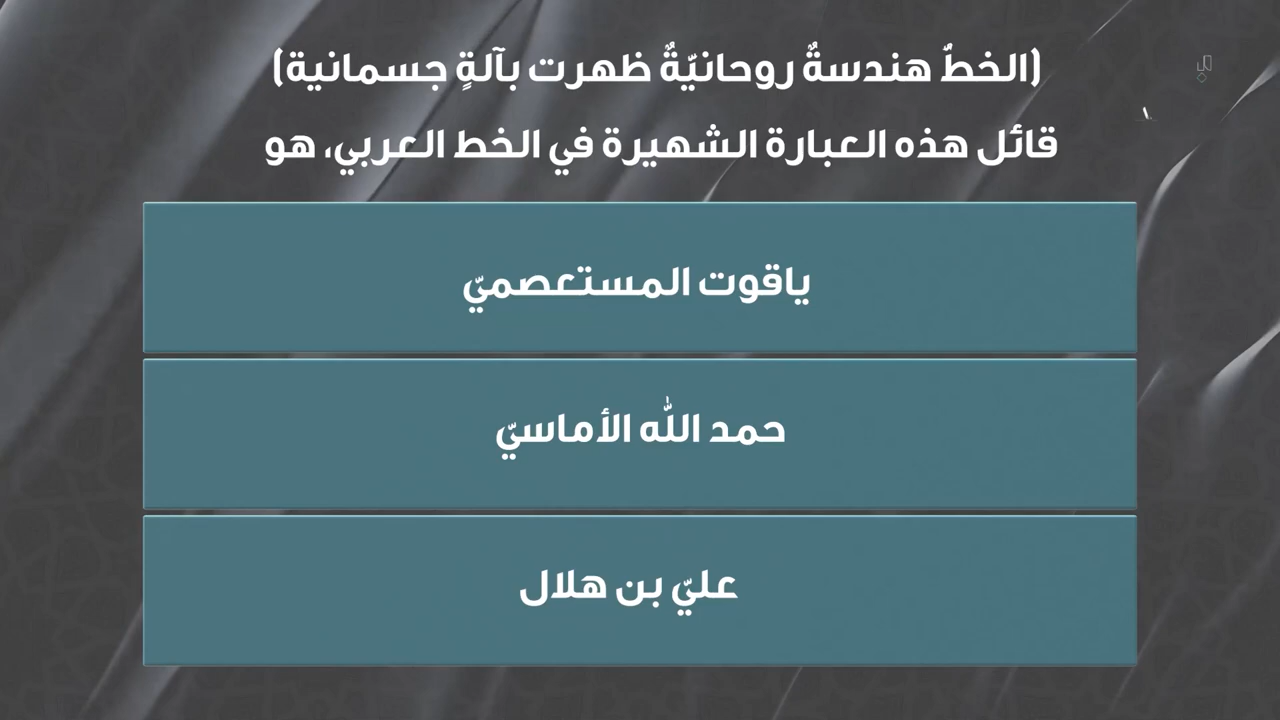 (الخطٌ هندسةٌ روحانيّةٌ ظهرت بآلةٍ جسمانية)
قائل هذه العبارة الشهيرة في الخط العربي، هو
ياقوت المستعصميّ
حمد الله الأماسيّ
عليّ بن هلال